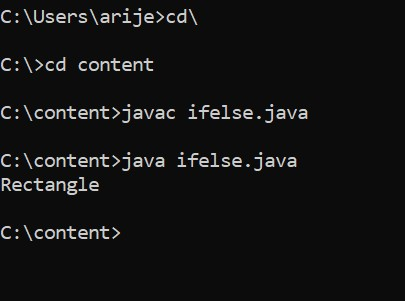 C:\Users\arije>cd\
C:\>cd content
C:\content>javac ifelse.java
C:\content>java ifelse.java
Rectangle
C:\content>